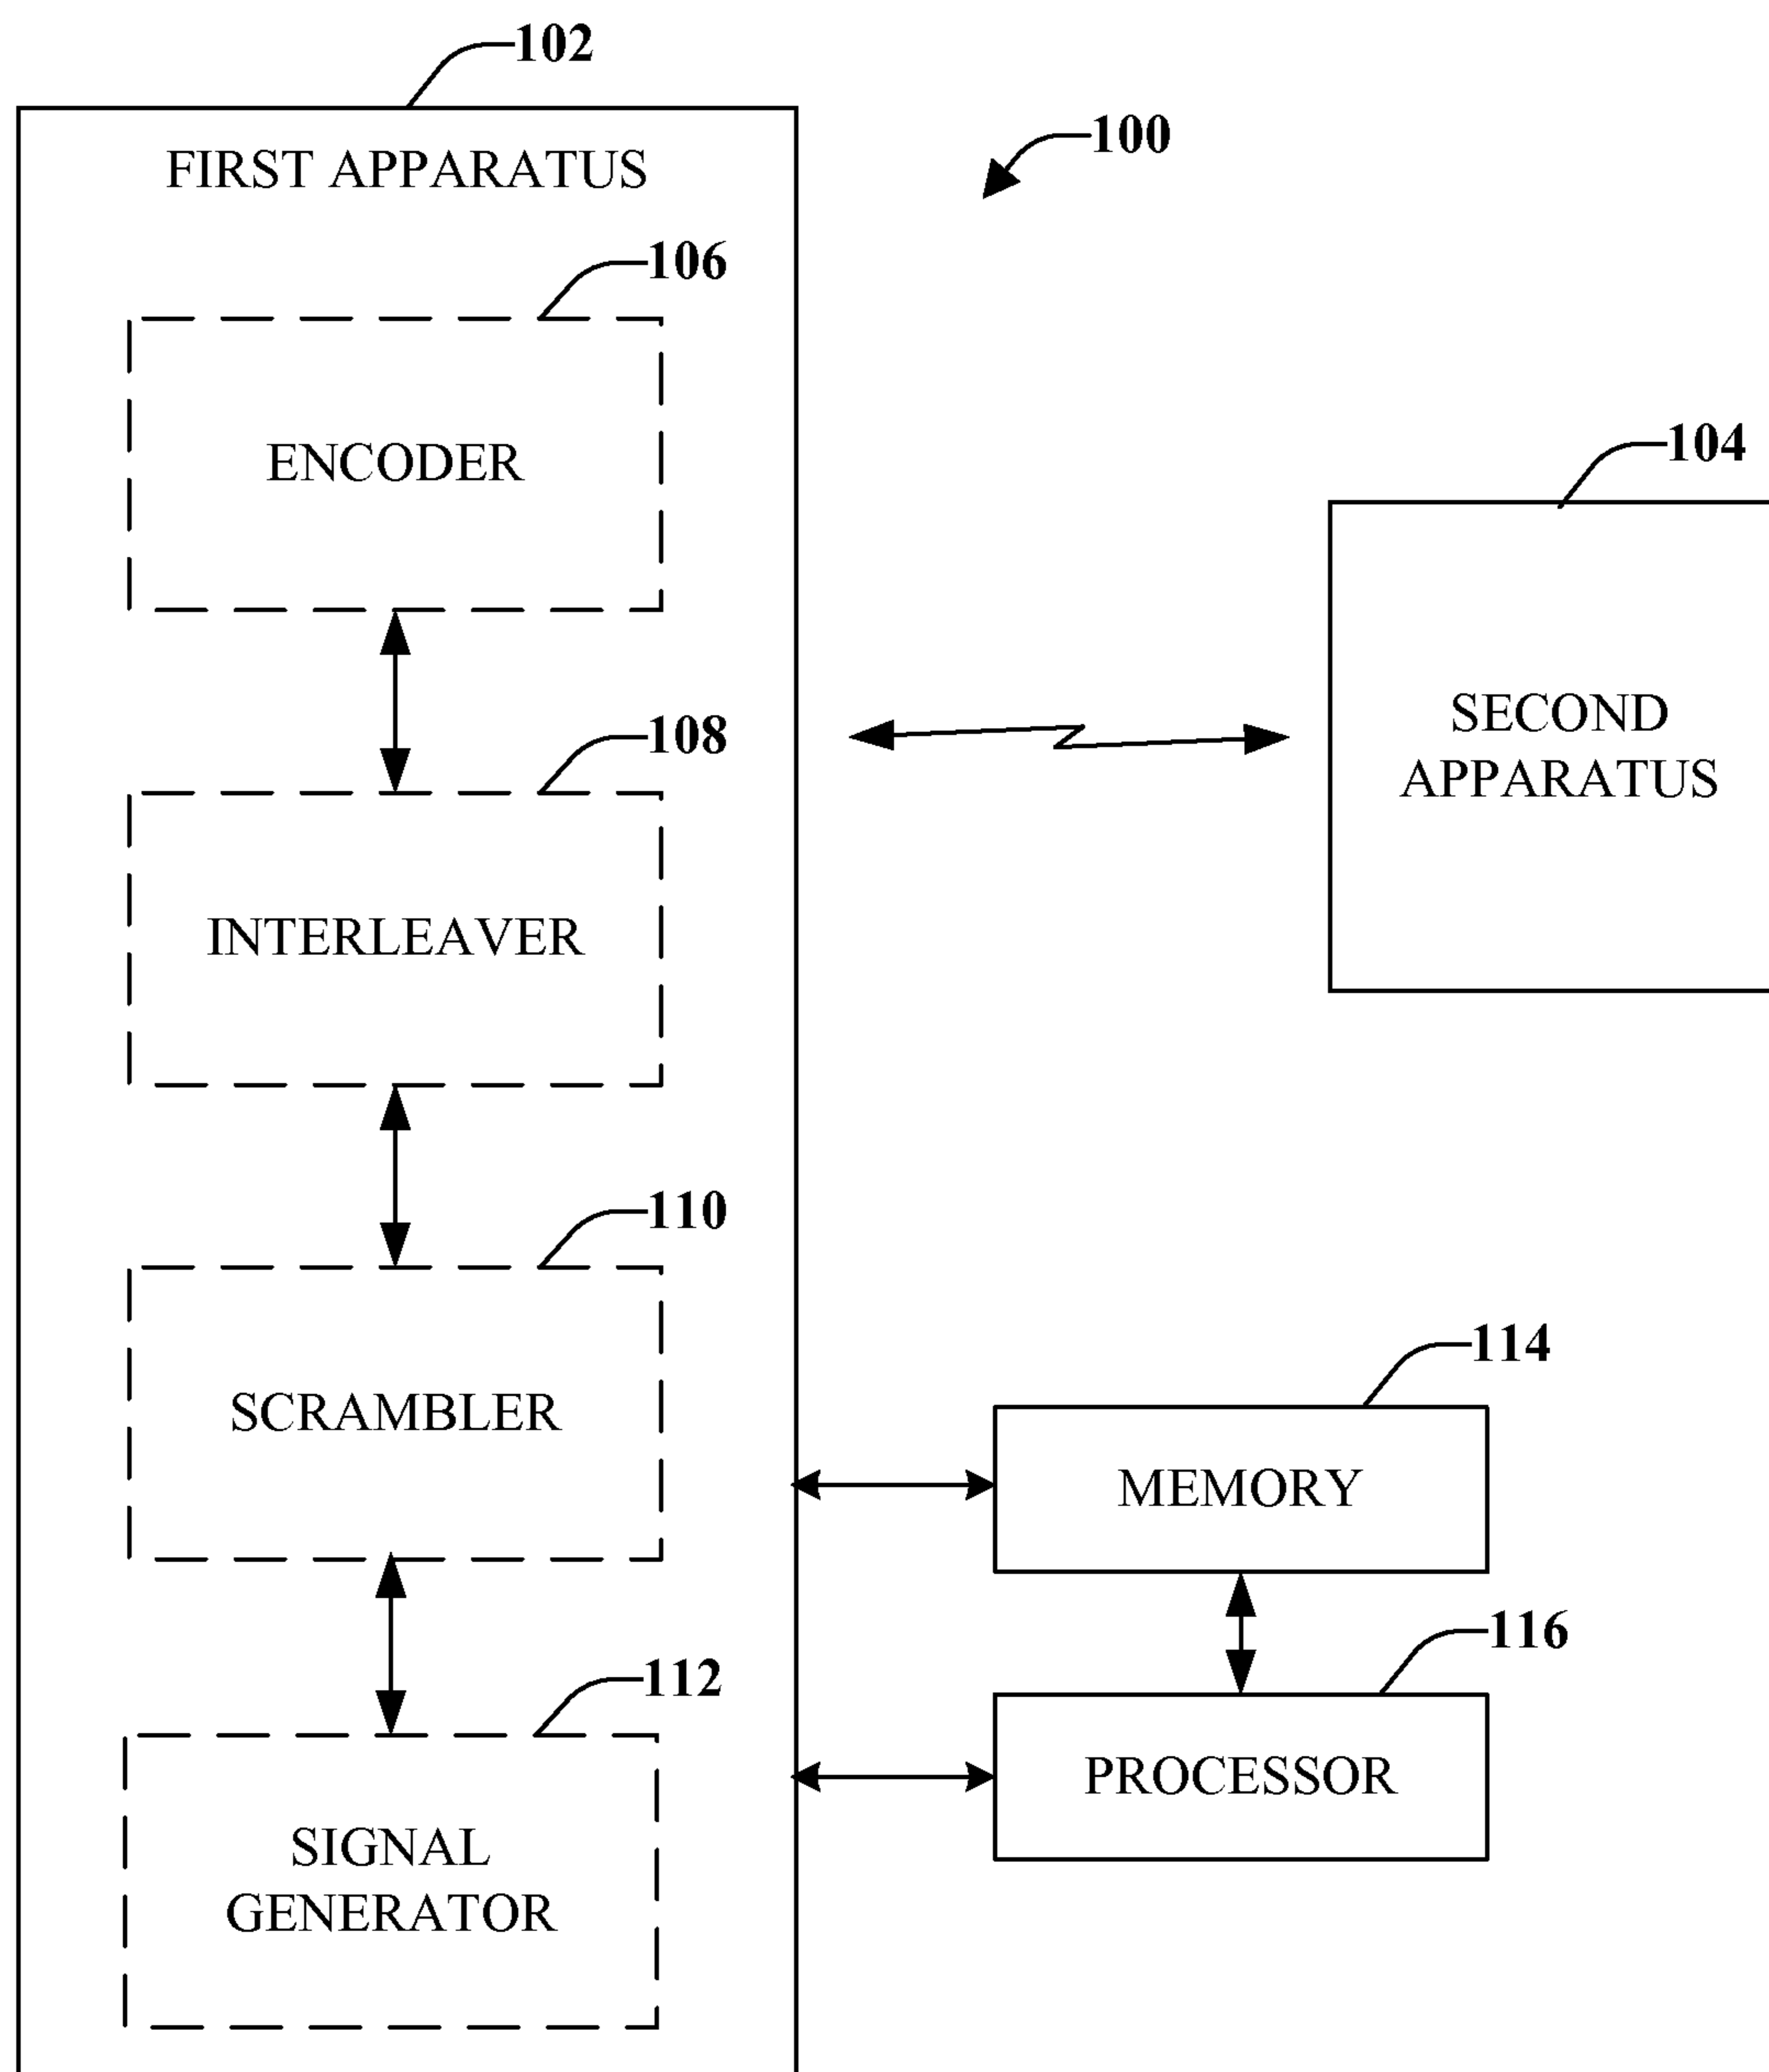 102
FIRST APPARATUS
100
106
ENCODER
104
108
SECOND
APPARATUS
INTERLEAVER
110
SCRAMBLER
114
MEMORY
112
116
PROCESSOR
SIGNAL
GENERATOR